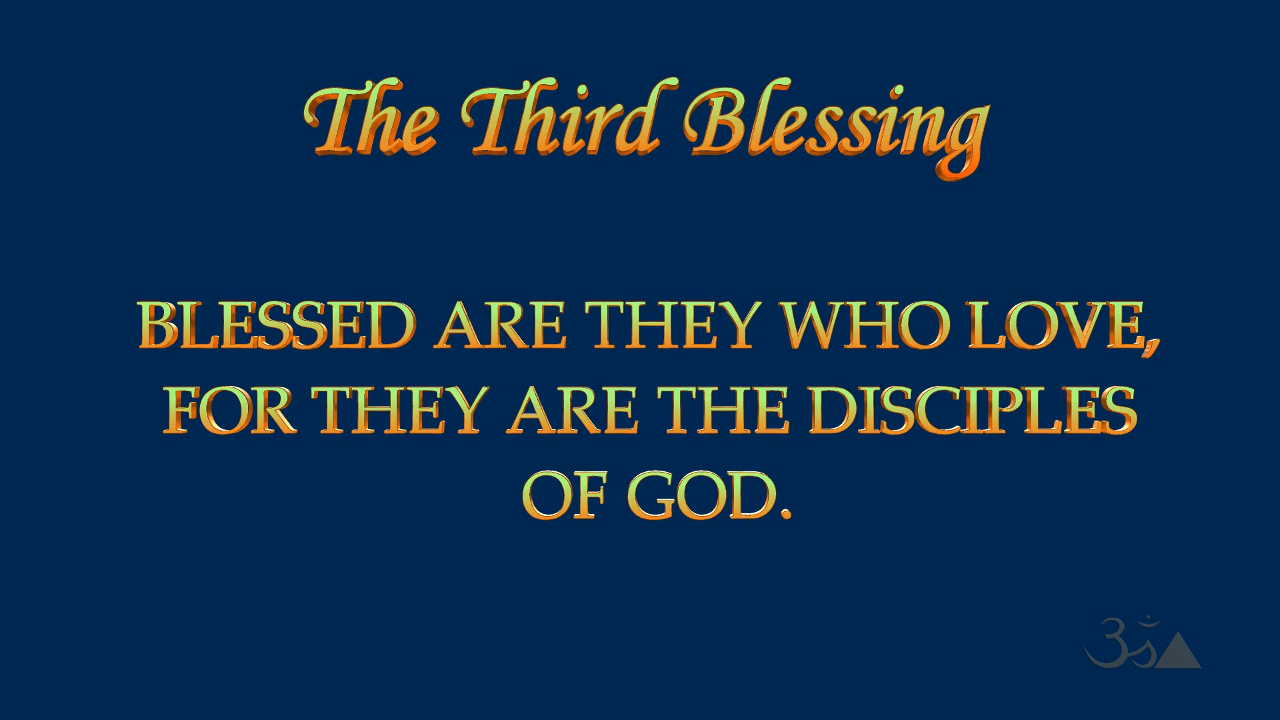 The Third Blessing
BLESSED ARE THEY WHO LOVE,
FOR THEY ARE THE DISCIPLES
OF GOD.